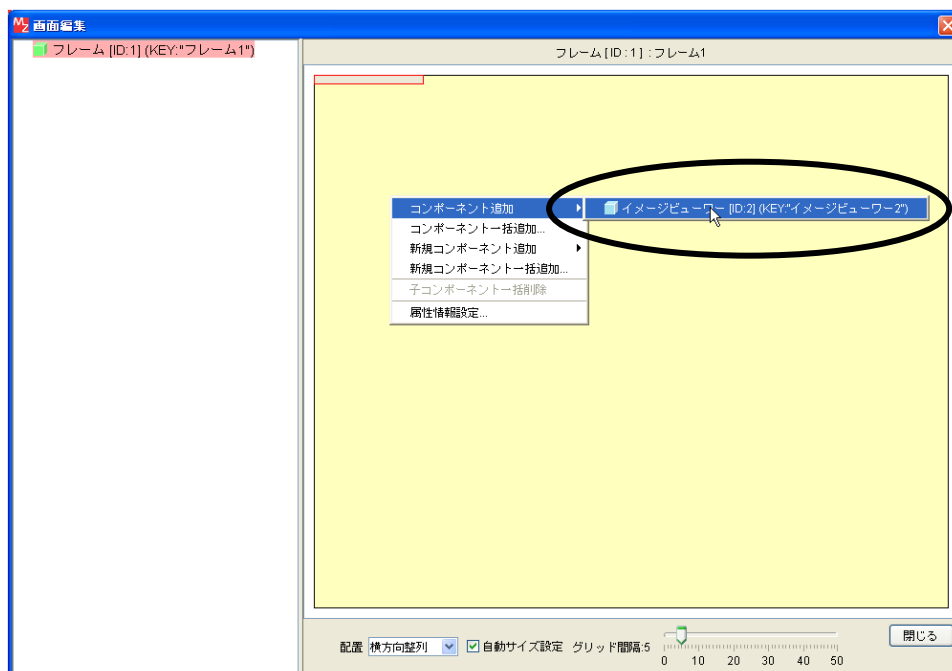 MZ 画面編集
フレーム [ID:1] (KEY:"フレーム1")
フレーム [ID:1] : フレーム1
コンポーネント追加
イメージビューワー [ID:2] (KEY:"イメージビューワー2")
コンポーネント一括追加...
新規コンポーネント追加
新規コンポーネント一括追加...
子コンポーネント一括削除
属性情報設定...
配置 横方向整列 自動サイズ設定 グリッド間隔:5
0 10 20 30 40 50
閉じる